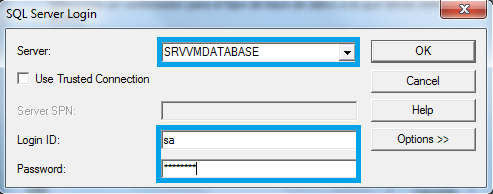 SQL Server Login
Server: SRVVMDATABASE OK
Use Trusted Connection Cancel
Server SPN: Help
Login ID: sa Options >>
Password: ********